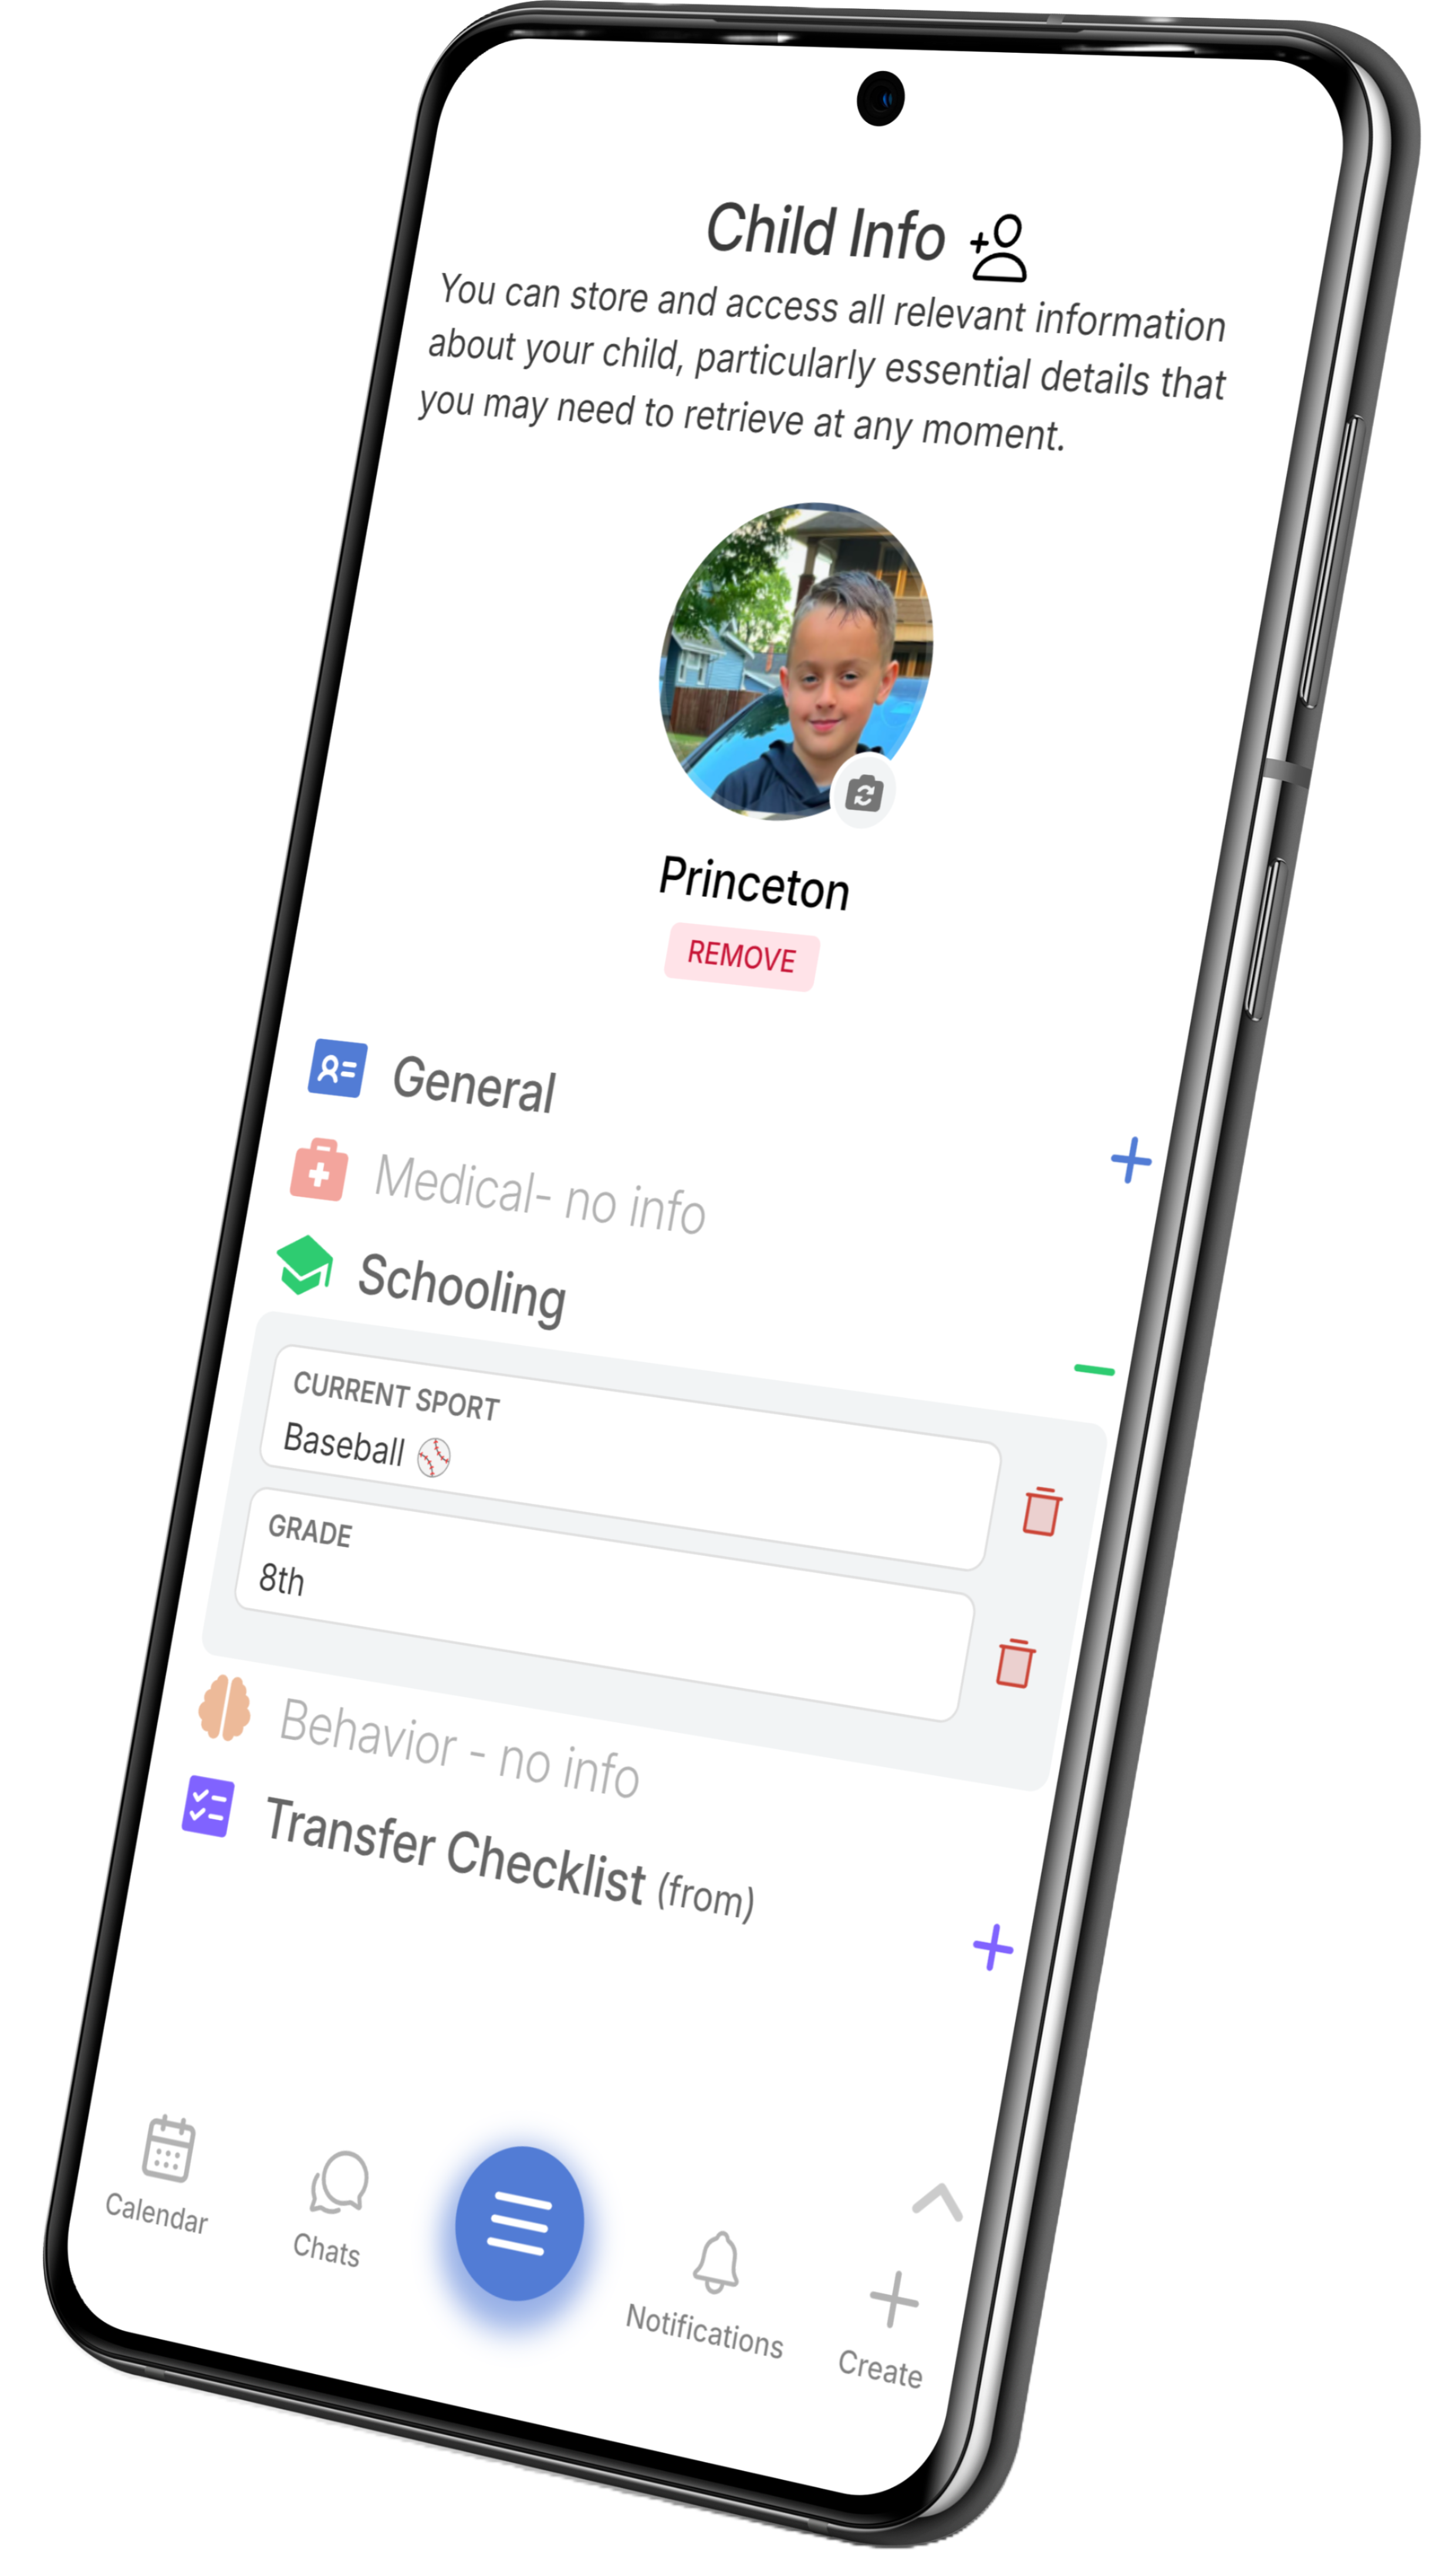 Child Info
You can store and access all relevant information
about your child, particularly essential details that
you may need to retrieve at any moment.
Princeton
REMOVE
General
Medical- no info
Schooling
CURRENT SPORT
Baseball ⚾
GRADE
8th
Behavior - no info
Transfer Checklist (from)
Calendar
Chats
Notifications
Create